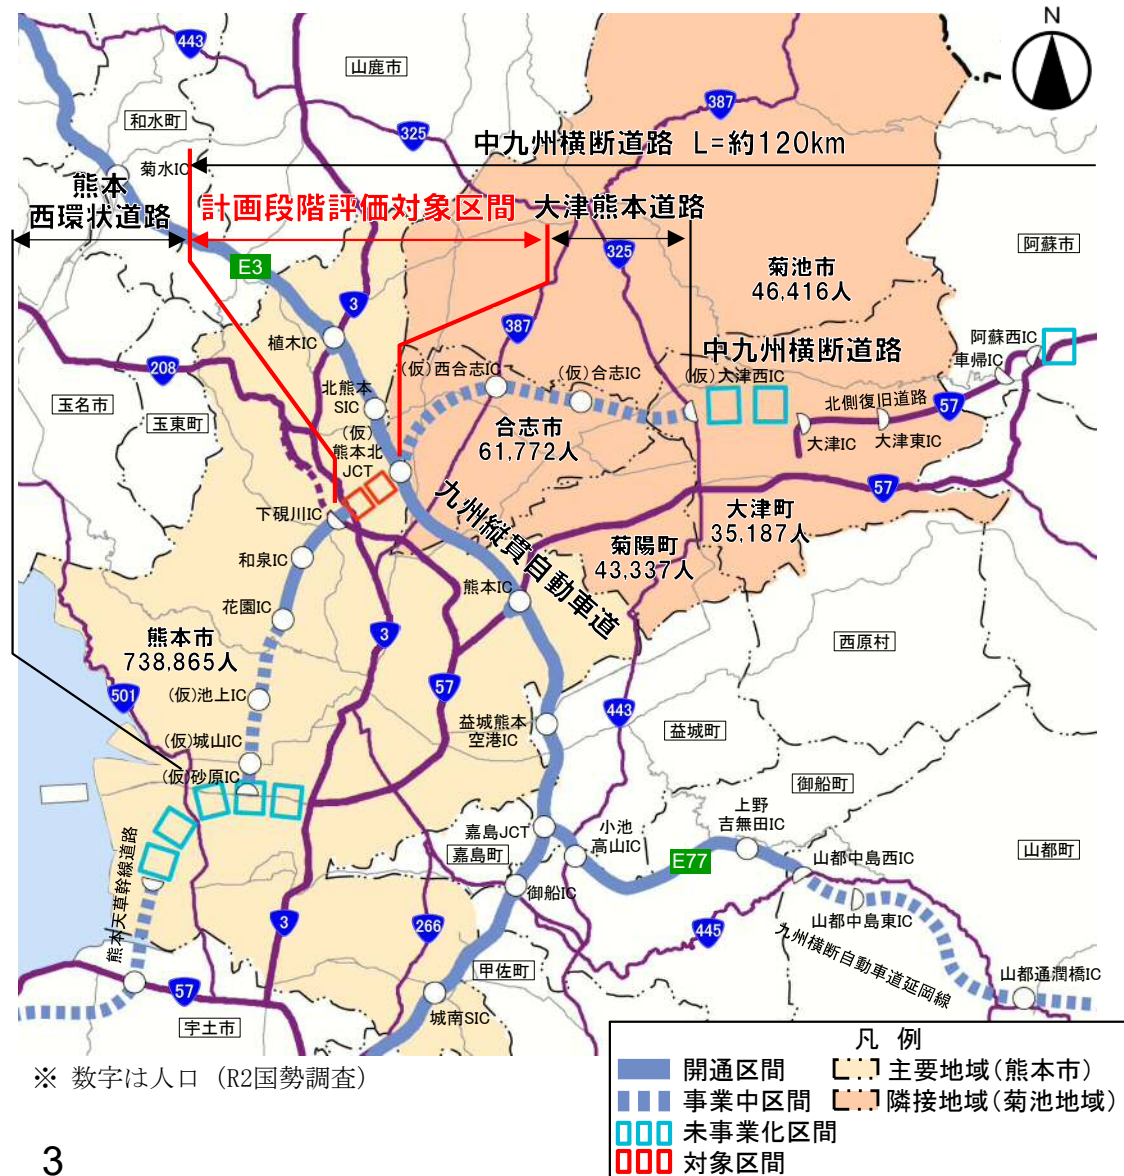 N
443
山鹿市
387
和水町
325
中九州横断道路 L=約120km
菊水IC
熊本
西環状道路
計画段階評価対象区間
大津熊本道路
阿蘇市
325
E3
菊池市
46,416人
3
387
植木IC
阿蘇西IC
車帰IC
208
中九州横断道路
(仮)西合志IC
(仮)合志IC
(仮)大津西IC
北熊本
SIC
北側復旧道路
57
玉名市
玉東町
(仮)
熊本北
JCT
合志市
61,772人
大津IC
大津東IC
57
九州縦貫自動車道
下硯川IC
大津町
35,187人
菊陽町
43,337人
和泉IC
熊本IC
花園IC
熊本市
738,865人
3
西原村
57
501
(仮)池上IC
443
益城熊本
空港IC
益城町
(仮)城山IC
(仮)砂原IC
御船町
上野
吉無田IC
小池
高山IC
嘉島JCT
嘉島町
E77
山都中島西IC
山都町
熊本天草幹線道路
御船IC
山都中島東IC
3
266
445
九州横断自動車道延岡線
甲佐町
山都通潤橋IC
57
城南SIC
宇土市
凡 例
開通区間
主要地域(熊本市)
事業中区間
隣接地域(菊池地域)
未事業化区間
対象区間
※ 数字は人口 (R2国勢調査)
3